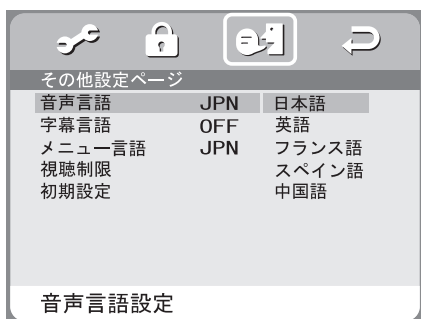 その他設定ページ
音声言語 JPN 日本語
字幕言語 OFF 英語
メニュー言語 JPN フランス語
視聴制限 スペイン語
初期設定 中国語
音声言語設定